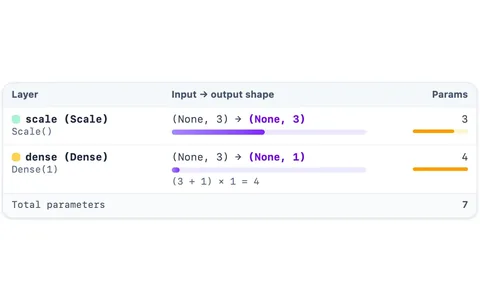 Layer Input → output shape Params
scale (Scale) (None, 3) → (None, 3) 3
Scale()
dense (Dense) (None, 3) → (None, 1) 4
Dense(1)
(3 + 1) × 1 = 4
Total parameters 7